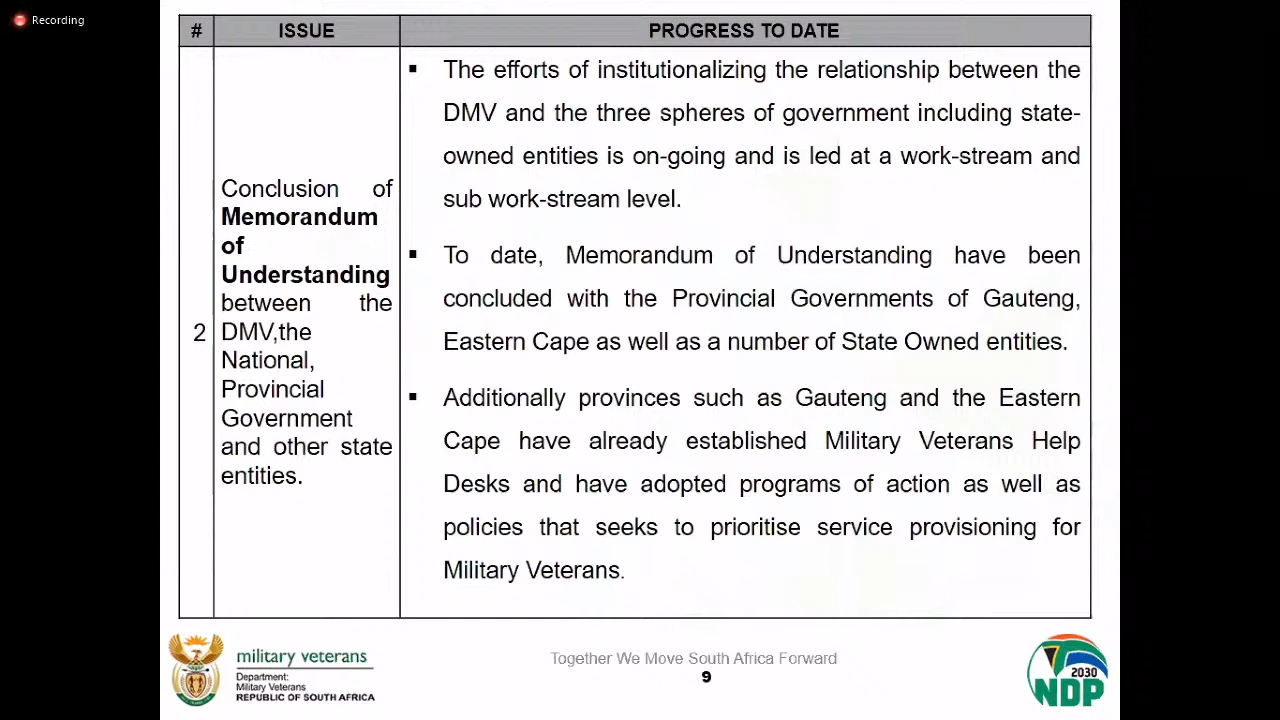 Recording
# ISSUE PROGRESS TO DATE
2
Conclusion of
Memorandum
of
Understanding
between the
DMV,the
National,
Provincial
Government
and other state
entities.
▪ The efforts of institutionalizing the relationship between the
DMV and the three spheres of government including state-
owned entities is on-going and is led at a work-stream and
sub work-stream level.
▪ To date, Memorandum of Understanding have been
concluded with the Provincial Governments of Gauteng,
Eastern Cape as well as a number of State Owned entities.
▪ Additionally provinces such as Gauteng and the Eastern
Cape have already established Military Veterans Help
Desks and have adopted programs of action as well as
policies that seeks to prioritise service provisioning for
Military Veterans.
military veterans
Department:
Military Veterans
REPUBLIC OF SOUTH AFRICA
Together We Move South Africa Forward
9
2030
NDP